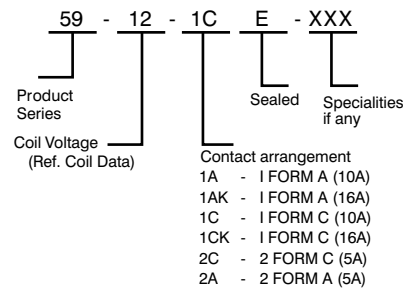 59 - 12 - 1C E - XXX
Product
Series
Sealed
Specialities
if any
Coil Voltage
(Ref. Coil Data)
Contact arrangement
1A - I FORM A (10A)
1AK - I FORM A (16A)
1C - I FORM C (10A)
1CK - I FORM C (16A)
2C - 2 FORM C (5A)
2A - 2 FORM A (5A)